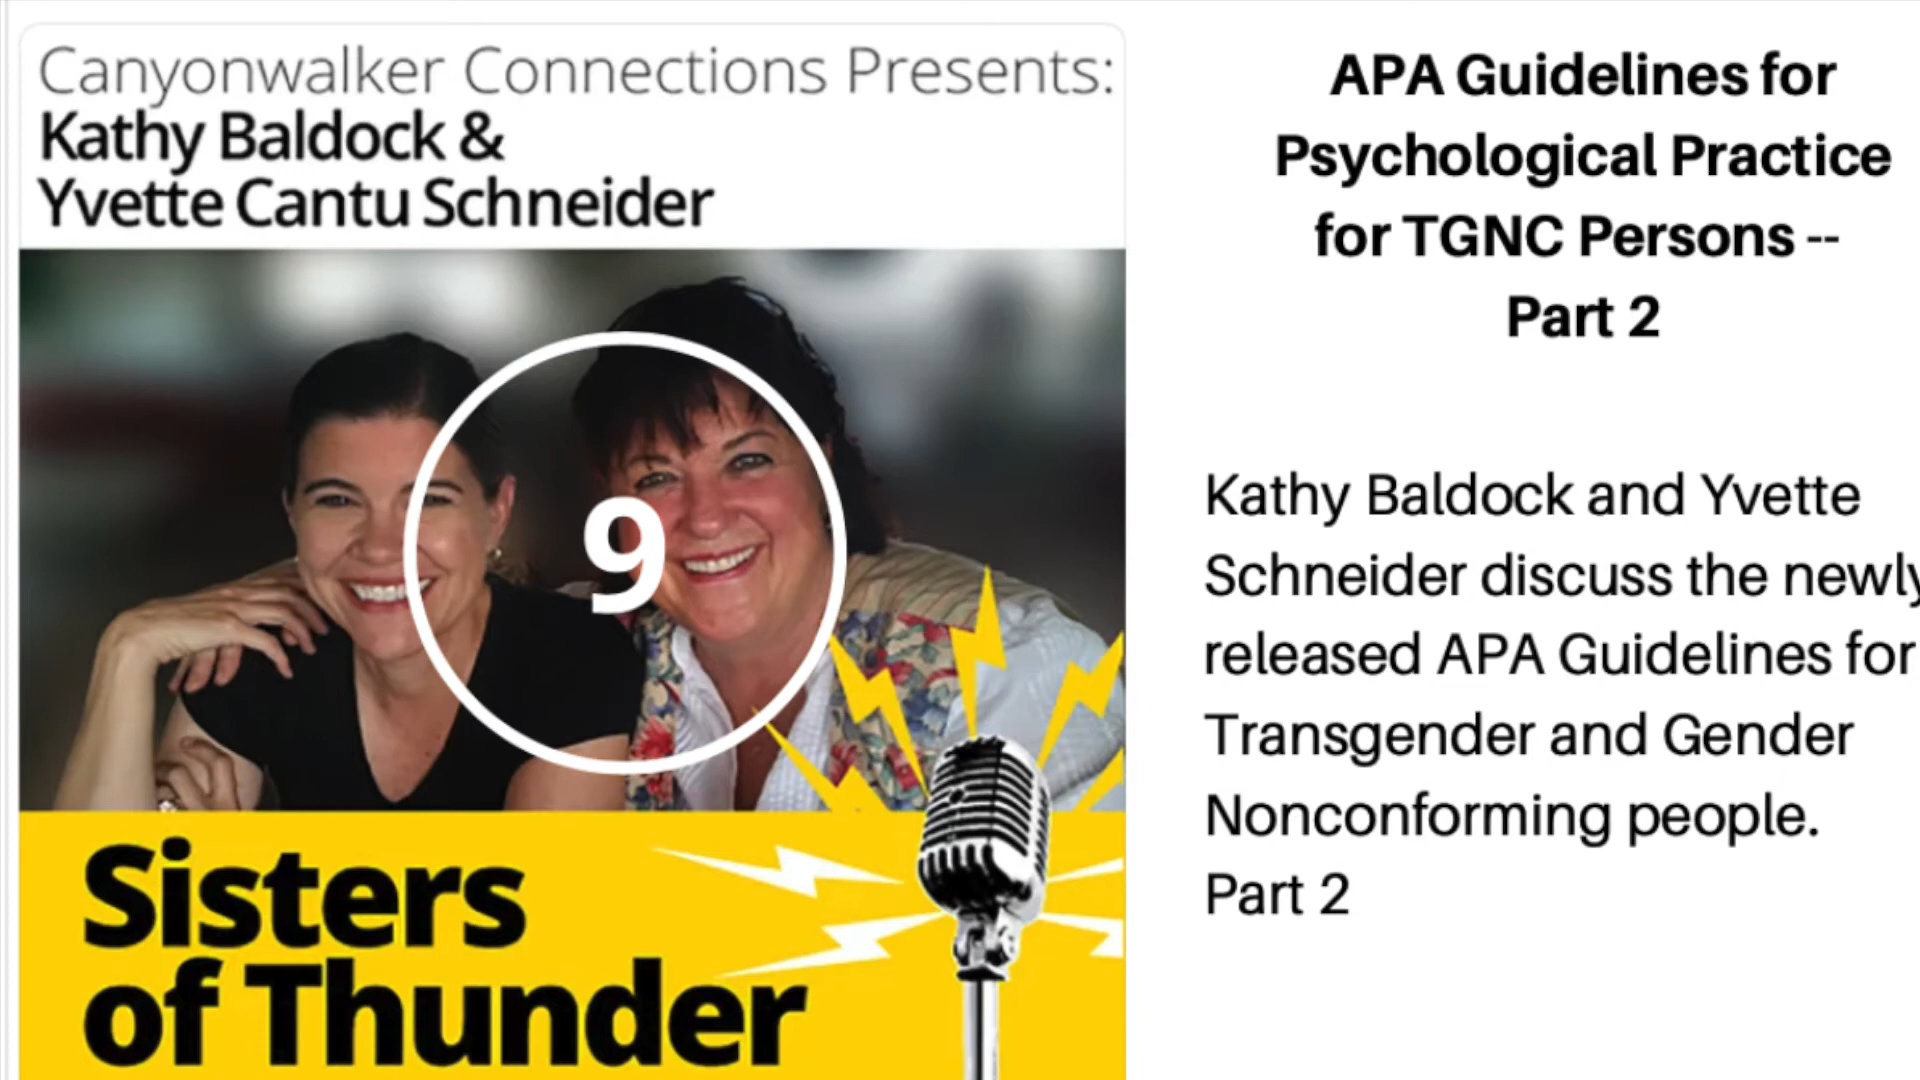 Canyonwalker Connections Presents:
Kathy Baldock &
Yvette Cantu Schneider
9
Sisters
of Thunder
APA Guidelines for
Psychological Practice
for TGNC Persons --
Part 2
Kathy Baldock and Yvette
Schneider discuss the newly
released APA Guidelines for
Transgender and Gender
Nonconforming people.
Part 2